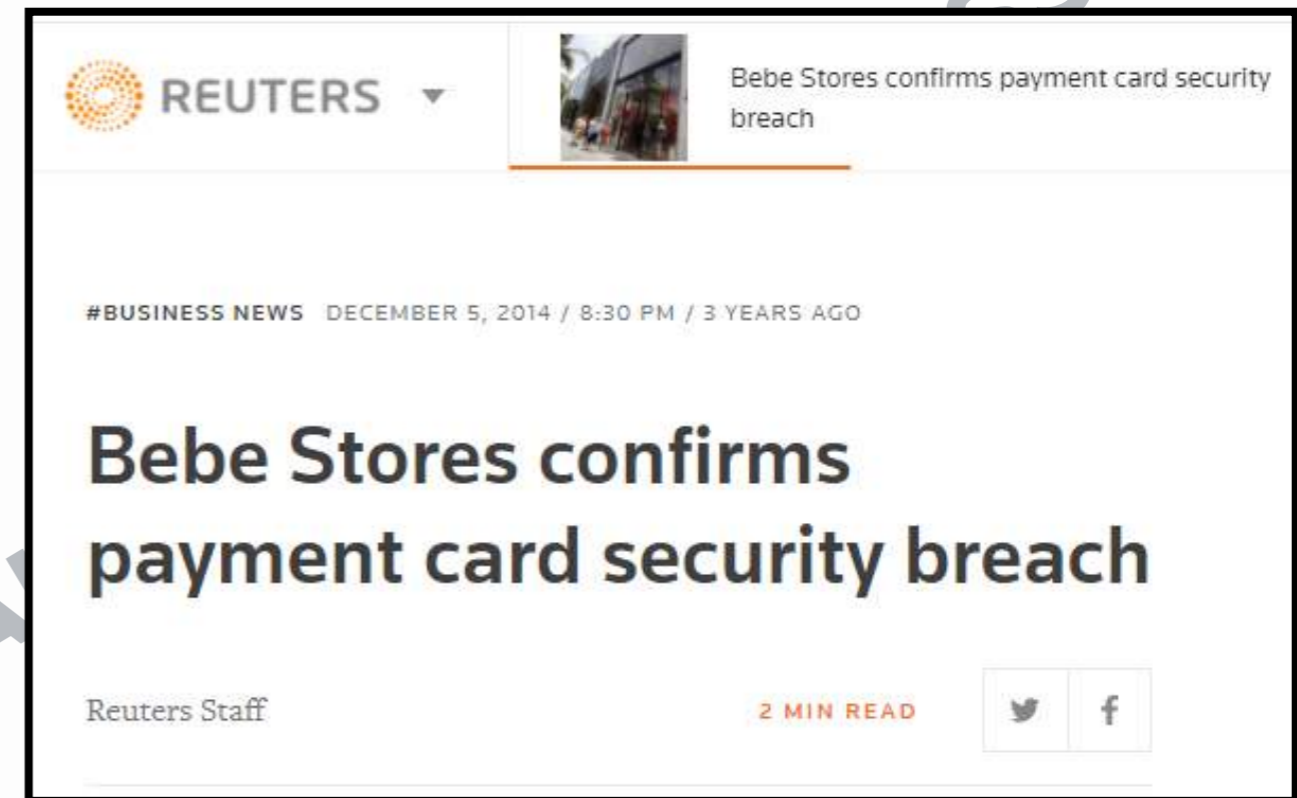 REUTERS
Bebe Stores confirms payment card security
breach
#BUSINESS NEWS DECEMBER 5, 2014 / 8:30 PM / 3 YEARS AGO
Bebe Stores confirms
payment card security breach
Reuters Staff
2 MIN READ